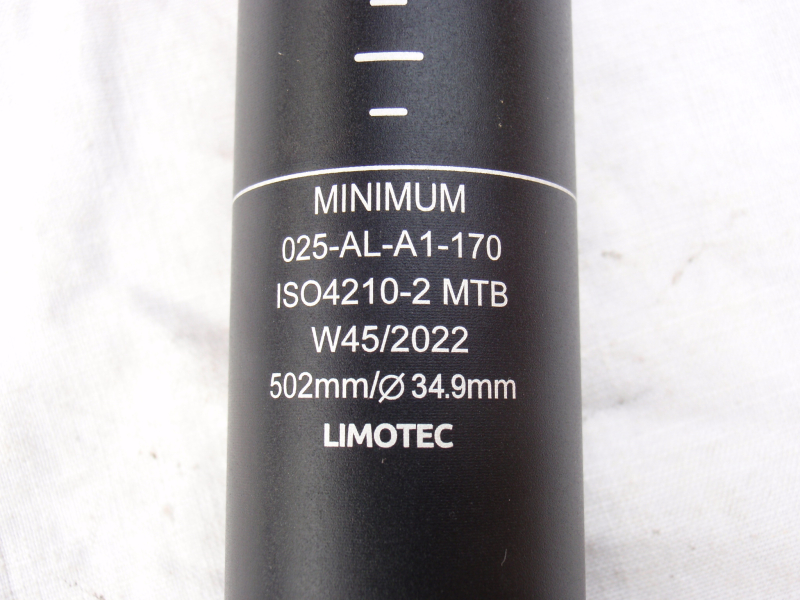 MINIMUM
025-AL-A1-170
ISO4210-2 MTB
W45/2022
502mm/Ø 34.9mm
LIMOTEC